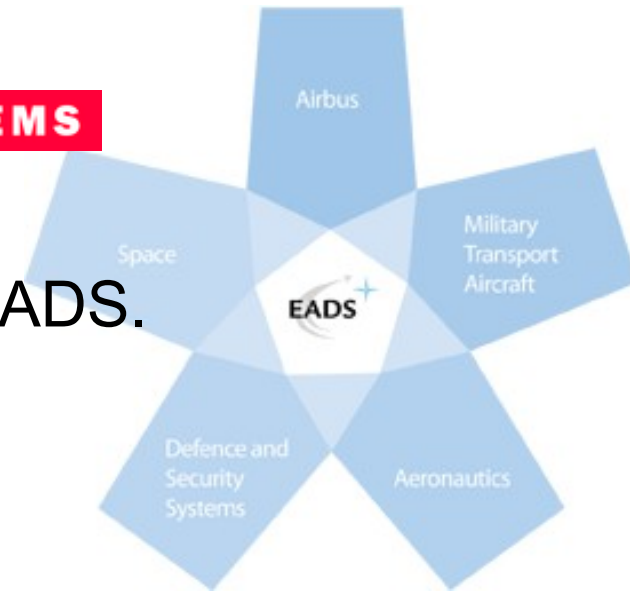 Airbus
EMS
Military
Transport
Aircraft
Space
EADS
ADS.
Defence and
Security
Systems
Aeronautics